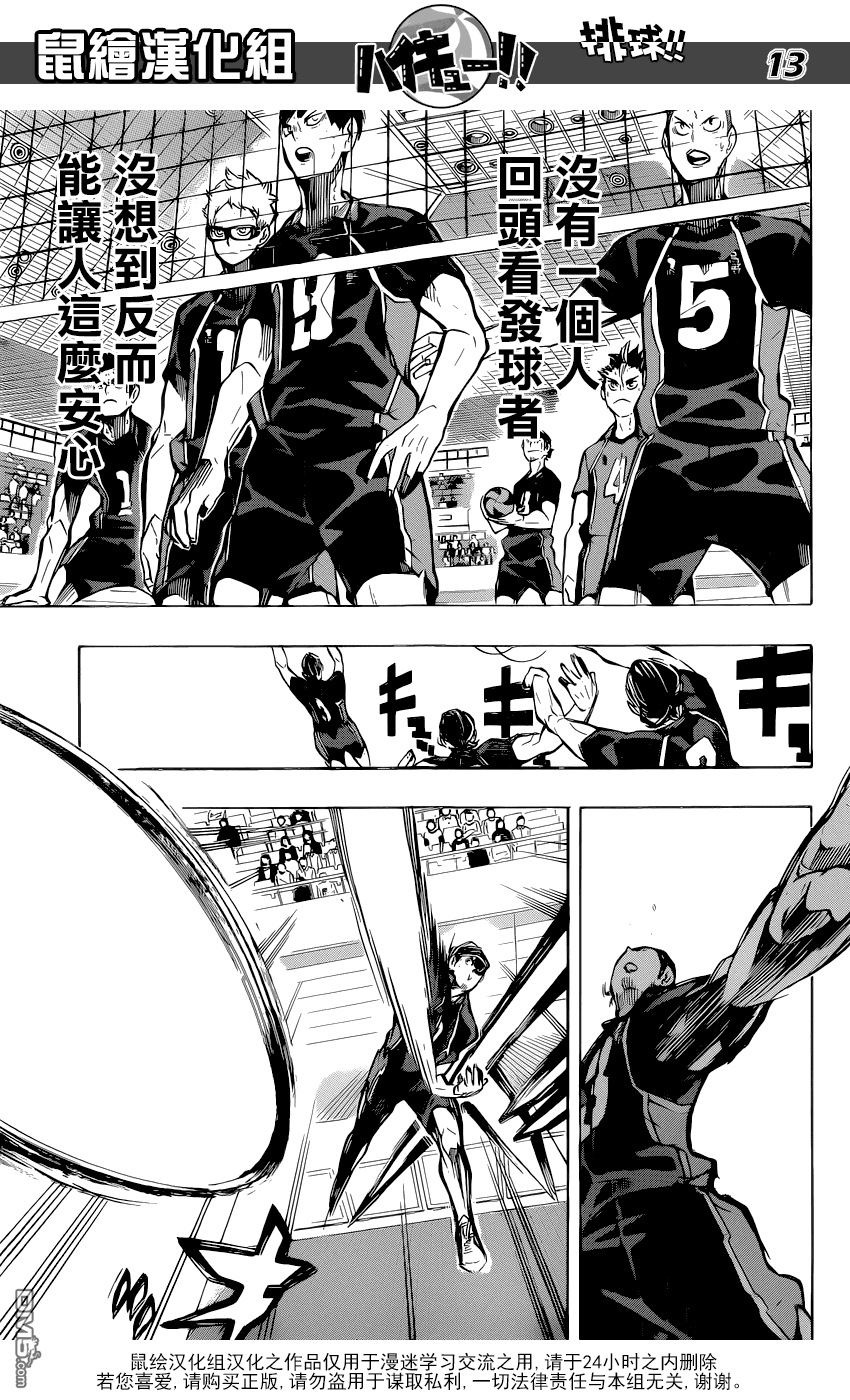 鼠繪漢化組
ハイキュー!!
排球!!
13
沒有一個人
回頭看發球者
沒想到反而
能讓人這麼安心
5
4
1
キュ
キュッ
鼠绘汉化组汉化之作品仅用于漫迷学习交流之用, 请于24小时之内删除
若您喜爱, 请购买正版, 请勿盗用于谋取私利, 一切法律责任与本组无关, 谢谢。